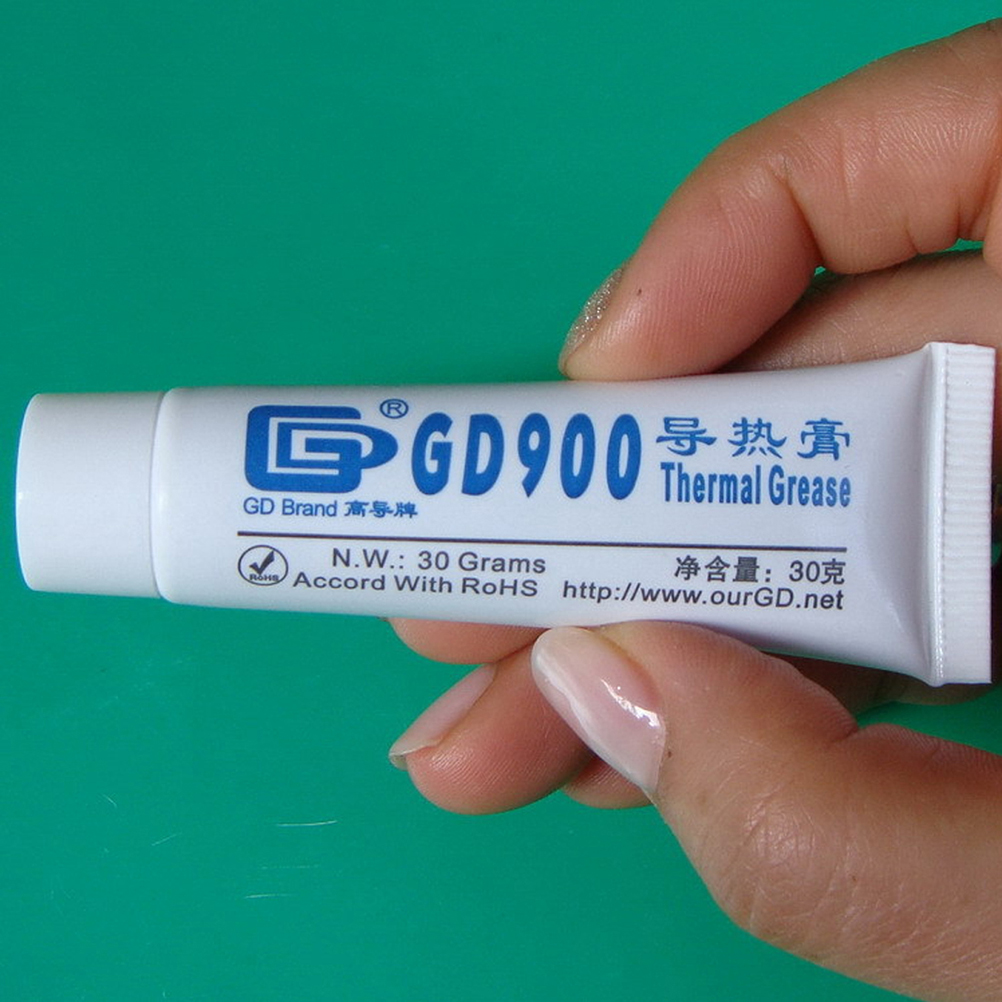 GD® GD900 导热膏
Thermal Grease
GD Brand 高导牌
N.W.: 30 Grams 净含量: 30克
RoHS Accord With RoHS http://www.ourGD.net